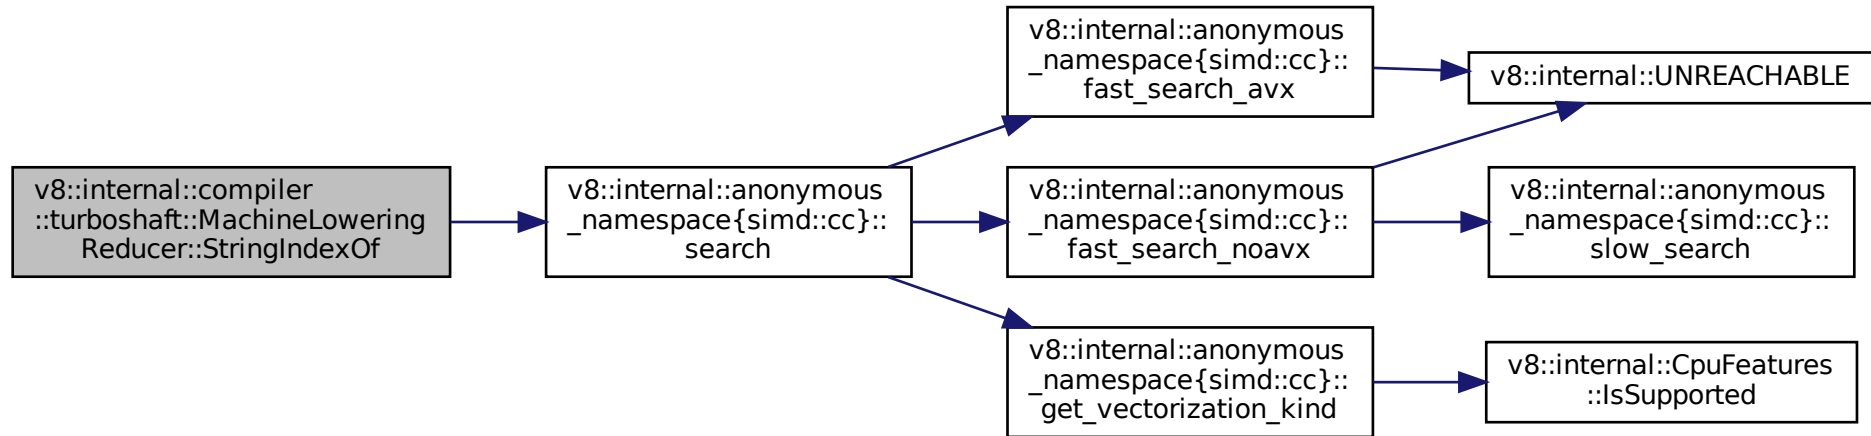 v8::internal::compiler
::turboshaft::MachineLowering
Reducer::StringIndexOf
v8::internal::anonymous
_namespace{simd::cc}::
search
v8::internal::anonymous
_namespace{simd::cc}::
fast_search_avx
v8::internal::UNREACHABLE
v8::internal::anonymous
_namespace{simd::cc}::
fast_search_noavx
v8::internal::anonymous
_namespace{simd::cc}::
slow_search
v8::internal::anonymous
_namespace{simd::cc}::
get_vectorization_kind
v8::internal::CpuFeatures
::IsSupported